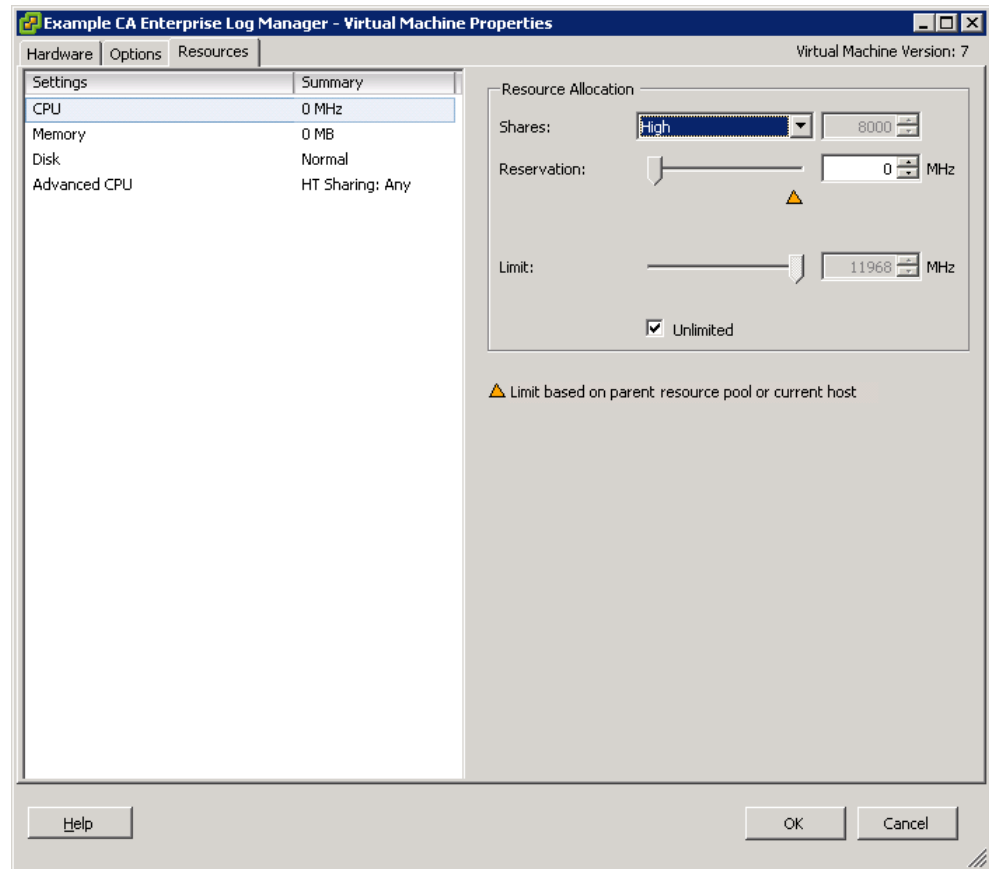 Example CA Enterprise Log Manager - Virtual Machine Properties
Hardware Options Resources Virtual Machine Version: 7
Settings Summary
CPU 0 MHz
Memory 0 MB
Disk Normal
Advanced CPU HT Sharing: Any
Resource Allocation
Shares: High 8000
Reservation: 0 MHz
Limit: 11968 MHz
Unlimited
Limit based on parent resource pool or current host
Help OK Cancel